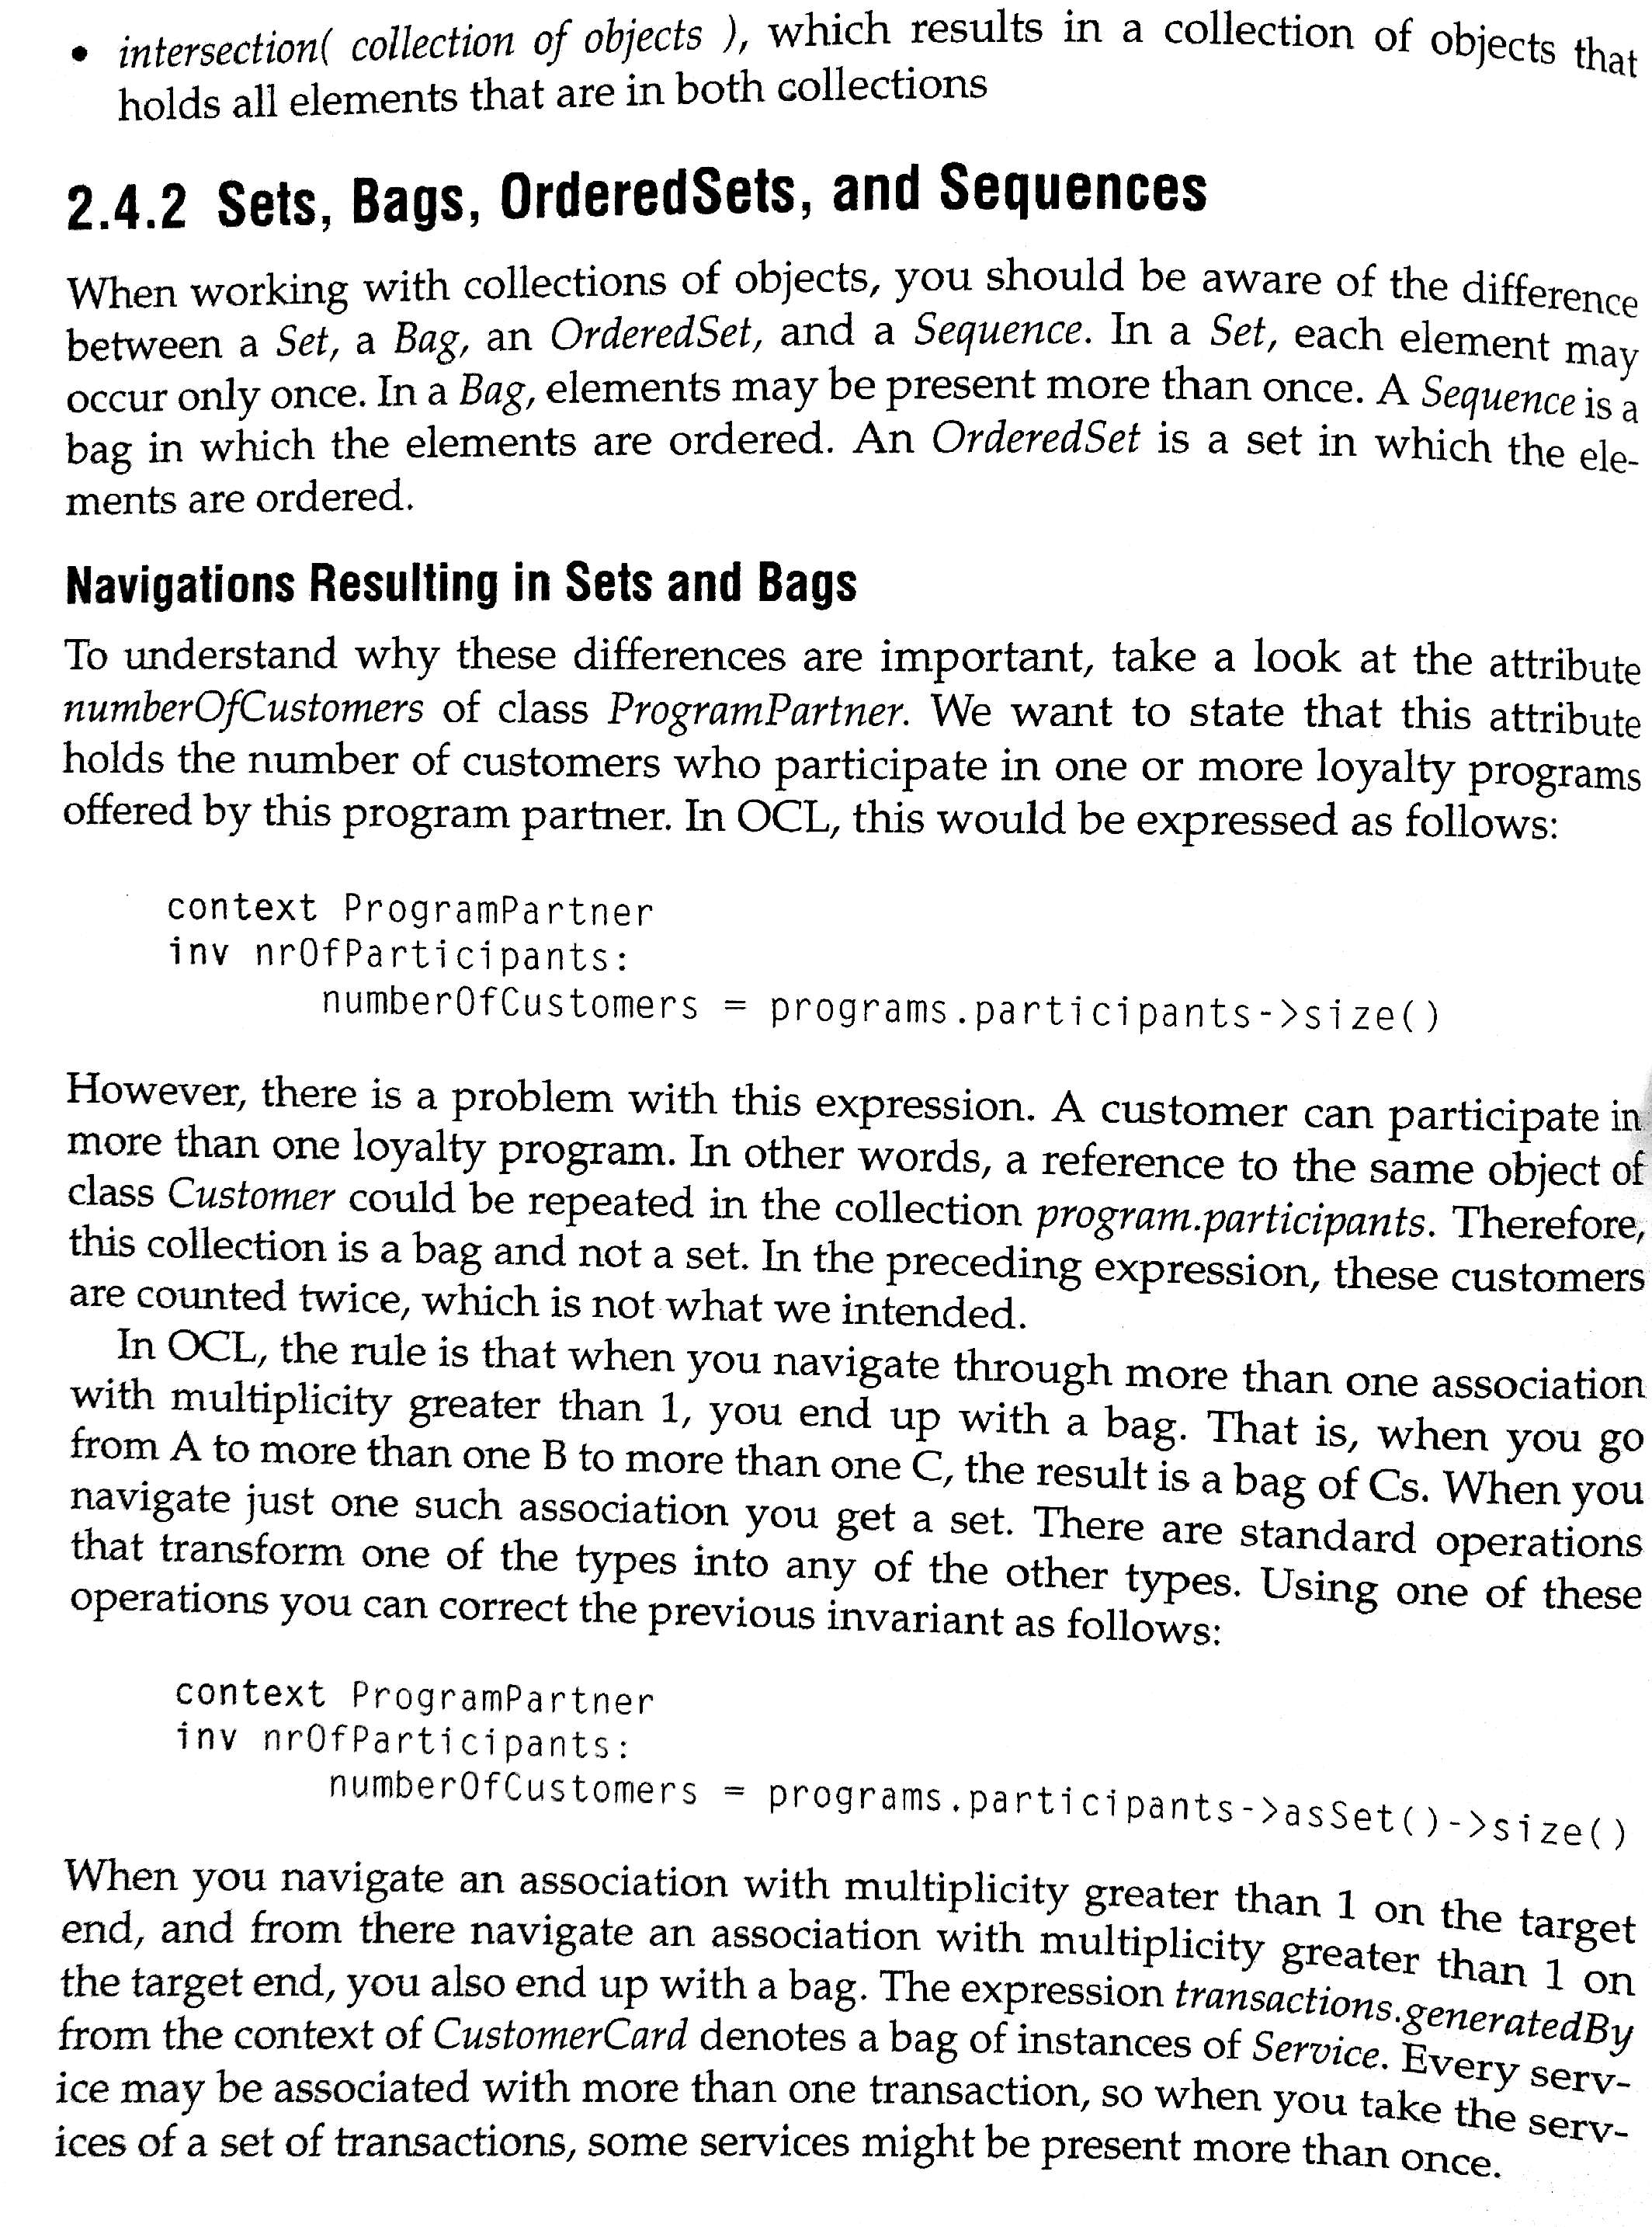 • intersection( collection of objects ), which results in a collection of objects that
holds all elements that are in both collections
2.4.2 Sets, Bags, OrderedSets, and Sequences
When working with collections of objects, you should be aware of the difference
between a Set, a Bag, an OrderedSet, and a Sequence. In a Set, each element may
occur only once. In a Bag, elements may be present more than once. A Sequence is a
bag in which the elements are ordered. An OrderedSet is a set in which the ele-
ments are ordered.
Navigations Resulting in Sets and Bags
To understand why these differences are important, take a look at the attribute
numberOfCustomers of class ProgramPartner. We want to state that this attribute
holds the number of customers who participate in one or more loyalty programs
offered by this program partner. In OCL, this would be expressed as follows:
context ProgramPartner
inv nrOfParticipants:
numberOfCustomers = programs.participants->size()
However, there is a problem with this expression. A customer can participate in
more than one loyalty program. In other words, a reference to the same object of
class Customer could be repeated in the collection program.participants. Therefore,
this collection is a bag and not a set. In the preceding expression, these customers
are counted twice, which is not what we intended.
In OCL, the rule is that when you navigate through more than one association
with multiplicity greater than 1, you end up with a bag. That is, when you go
from A to more than one B to more than one C, the result is a bag of Cs. When you
navigate just one such association you get a set. There are standard operations
that transform one of the types into any of the other types. Using one of these
operations you can correct the previous invariant as follows:
context ProgramPartner
inv nrOfParticipants:
numberOfCustomers = programs.participants->asSet()->size()
When you navigate an association with multiplicity greater than 1 on the target
end, and from there navigate an association with multiplicity greater than 1 on
the target end, you also end up with a bag. The expression transactions.generatedBy
from the context of CustomerCard denotes a bag of instances of Service. Every serv-
ice may be associated with more than one transaction, so when you take the serv-
ices of a set of transactions, some services might be present more than once.